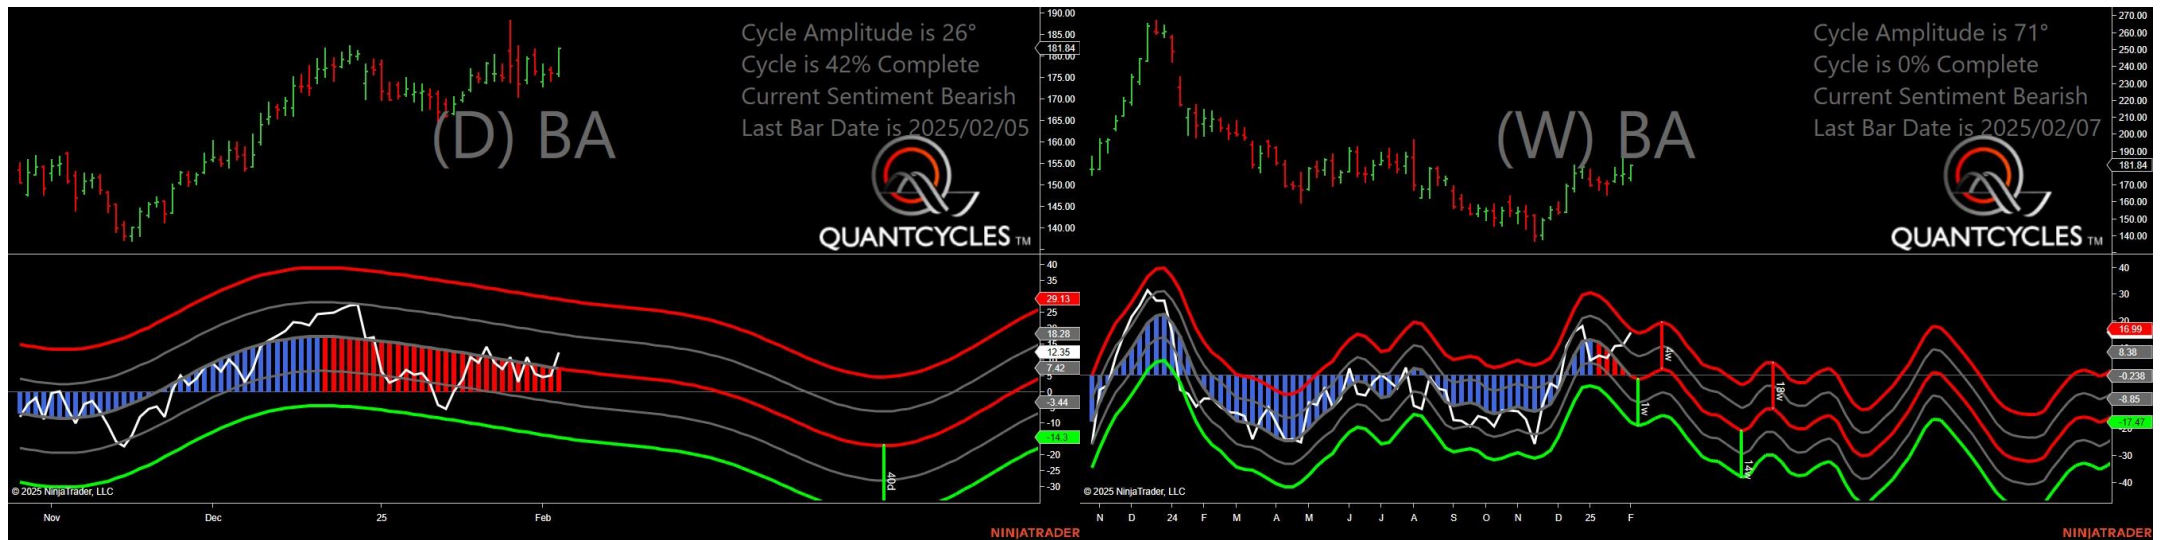 Cycle Amplitude is 26°
Cycle is 42% Complete
Current Sentiment Bearish
Last Bar Date is 2025/02/05
(D) BA
QUANTCYCLES TM
190.00
185.00
181.84
180.00
175.00
170.00
165.00
160.00
155.00
150.00
145.00
140.00
40
35
29.13
25
18.28
12.35
7.42
5
0
-3.44
-10
-14.3
-20
-25
-30
40d
© 2025 NinjaTrader, LLC
Nov Dec 25 Feb
NINJATRADER
Cycle Amplitude is 71°
Cycle is 0% Complete
Current Sentiment Bearish
Last Bar Date is 2025/02/07
(W) BA
QUANTCYCLES TM
270.00
260.00
250.00
240.00
230.00
220.00
210.00
200.00
190.00
181.84
170.00
160.00
150.00
140.00
40
30
20
16.99
8.38
-0.238
-8.85
-17.47
-20
-30
-40
4w
1w
18w
14w
© 2025 NinjaTrader, LLC
N D 24 F M A M J J A S O N D 25 F
NINJATRADER